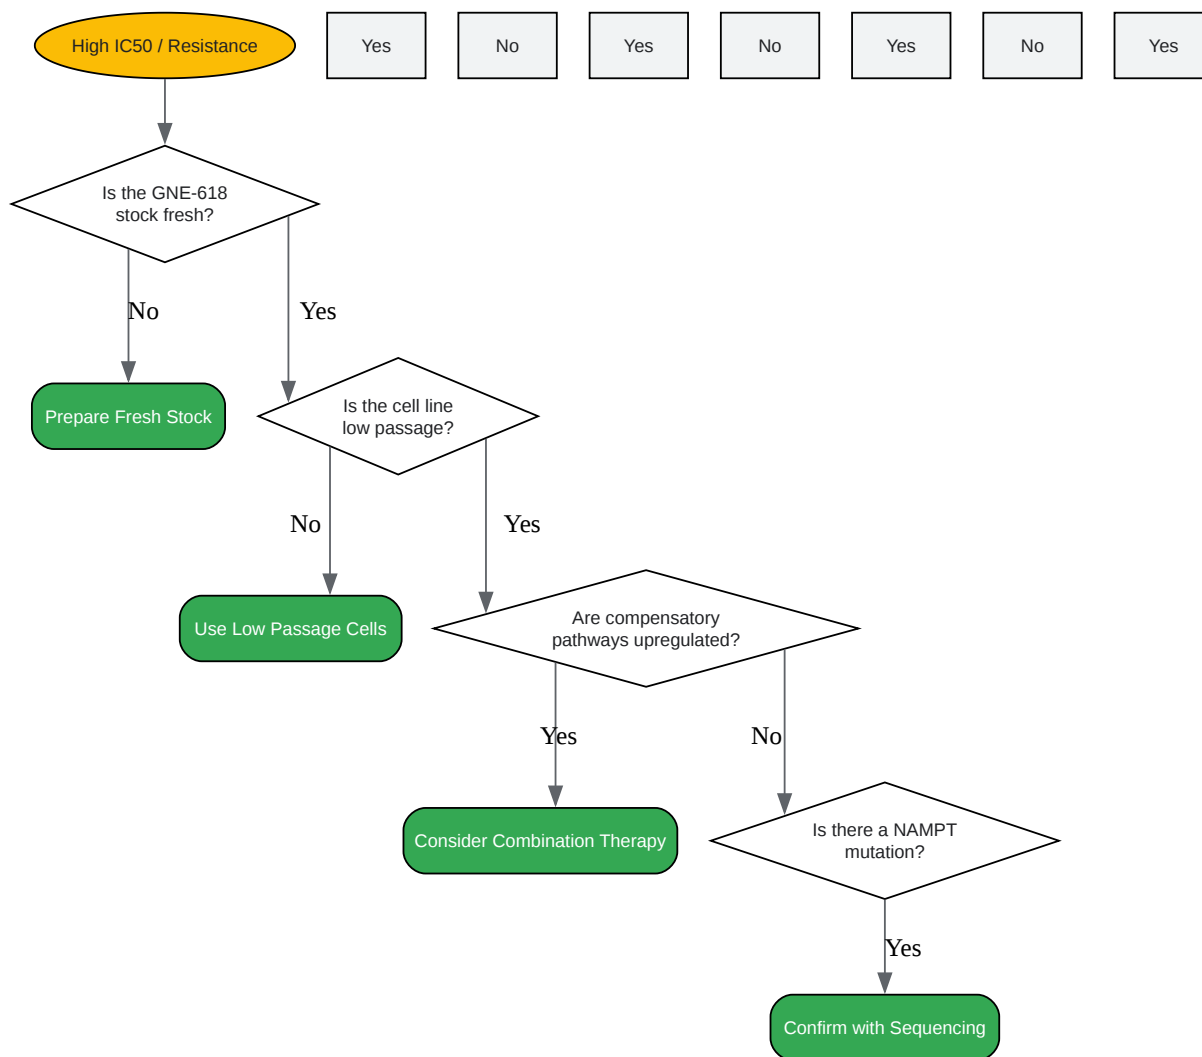 High IC50 / Resistance
Yes
No
Yes
No
Yes
No
Yes
Is the GNE-618
stock fresh?
No
Yes
Prepare Fresh Stock
Is the cell line
low passage?
No
Yes
Use Low Passage Cells
Are compensatory
pathways upregulated?
Yes
No
Consider Combination Therapy
Is there a NAMPT
mutation?
Yes
Confirm with Sequencing